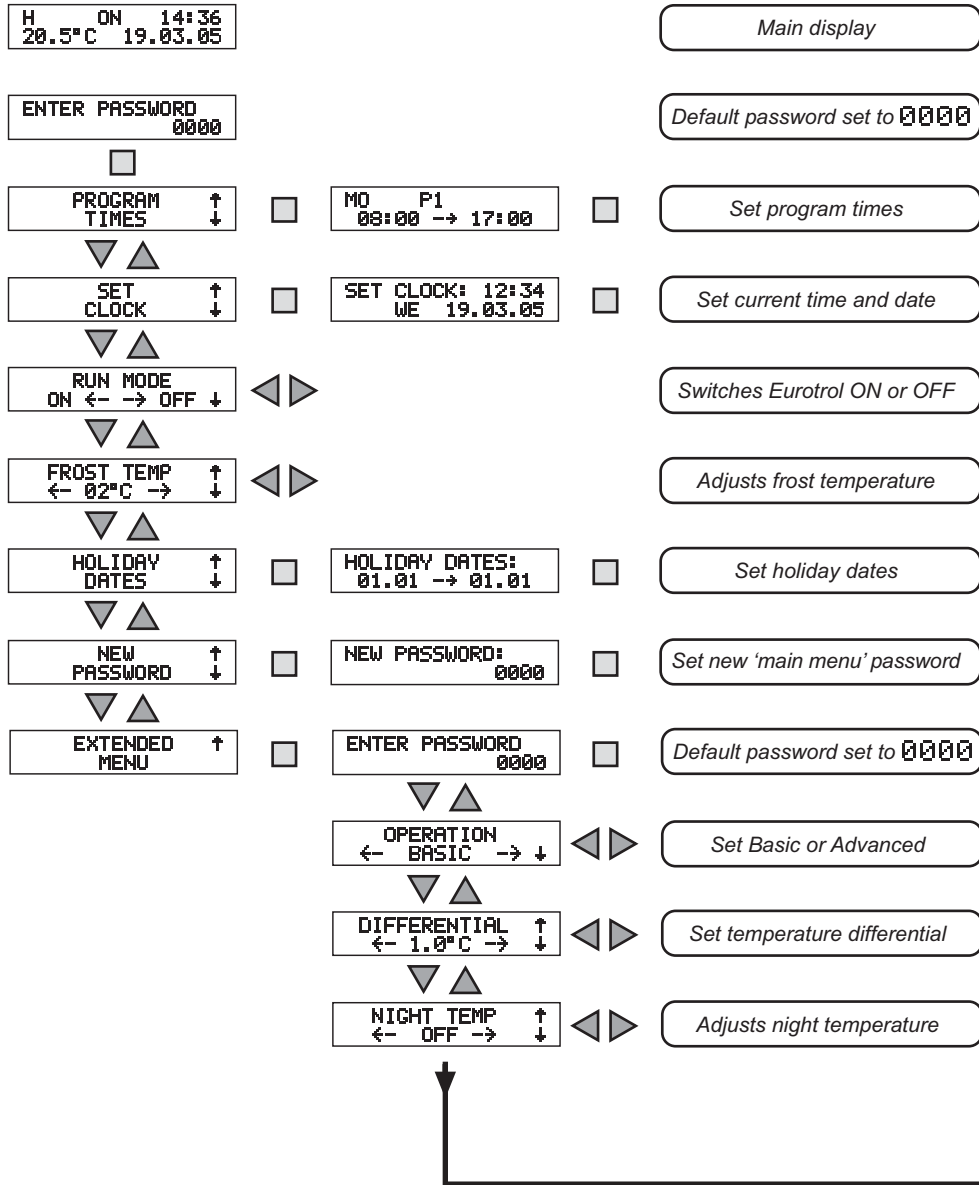 H ON 14:36
20.5°C 19.03.05
Main display
ENTER PASSWORD
0000
Default password set to 0000
PROGRAM ↑
TIMES ↓
MO P1
08:00 -→ 17:00
Set program times
SET ↑
CLOCK ↓
SET CLOCK: 12:34
WE 19.03.05
Set current time and date
RUN MODE
ON ←- -→ OFF ↓
Switches Eurotrol ON or OFF
FROST TEMP ↑
←- 02°C -→ ↓
Adjusts frost temperature
HOLIDAY ↑
DATES ↓
HOLIDAY DATES:
01.01 -→ 01.01
Set holiday dates
NEW ↑
PASSWORD ↓
NEW PASSWORD:
0000
Set new ‘main menu’ password
EXTENDED ↑
MENU
ENTER PASSWORD
0000
Default password set to 0000
OPERATION
←- BASIC -→ ↓
Set Basic or Advanced
DIFFERENTIAL ↑
←- 1.0°C -→ ↓
Set temperature differential
NIGHT TEMP ↑
←- OFF -→ ↓
Adjusts night temperature